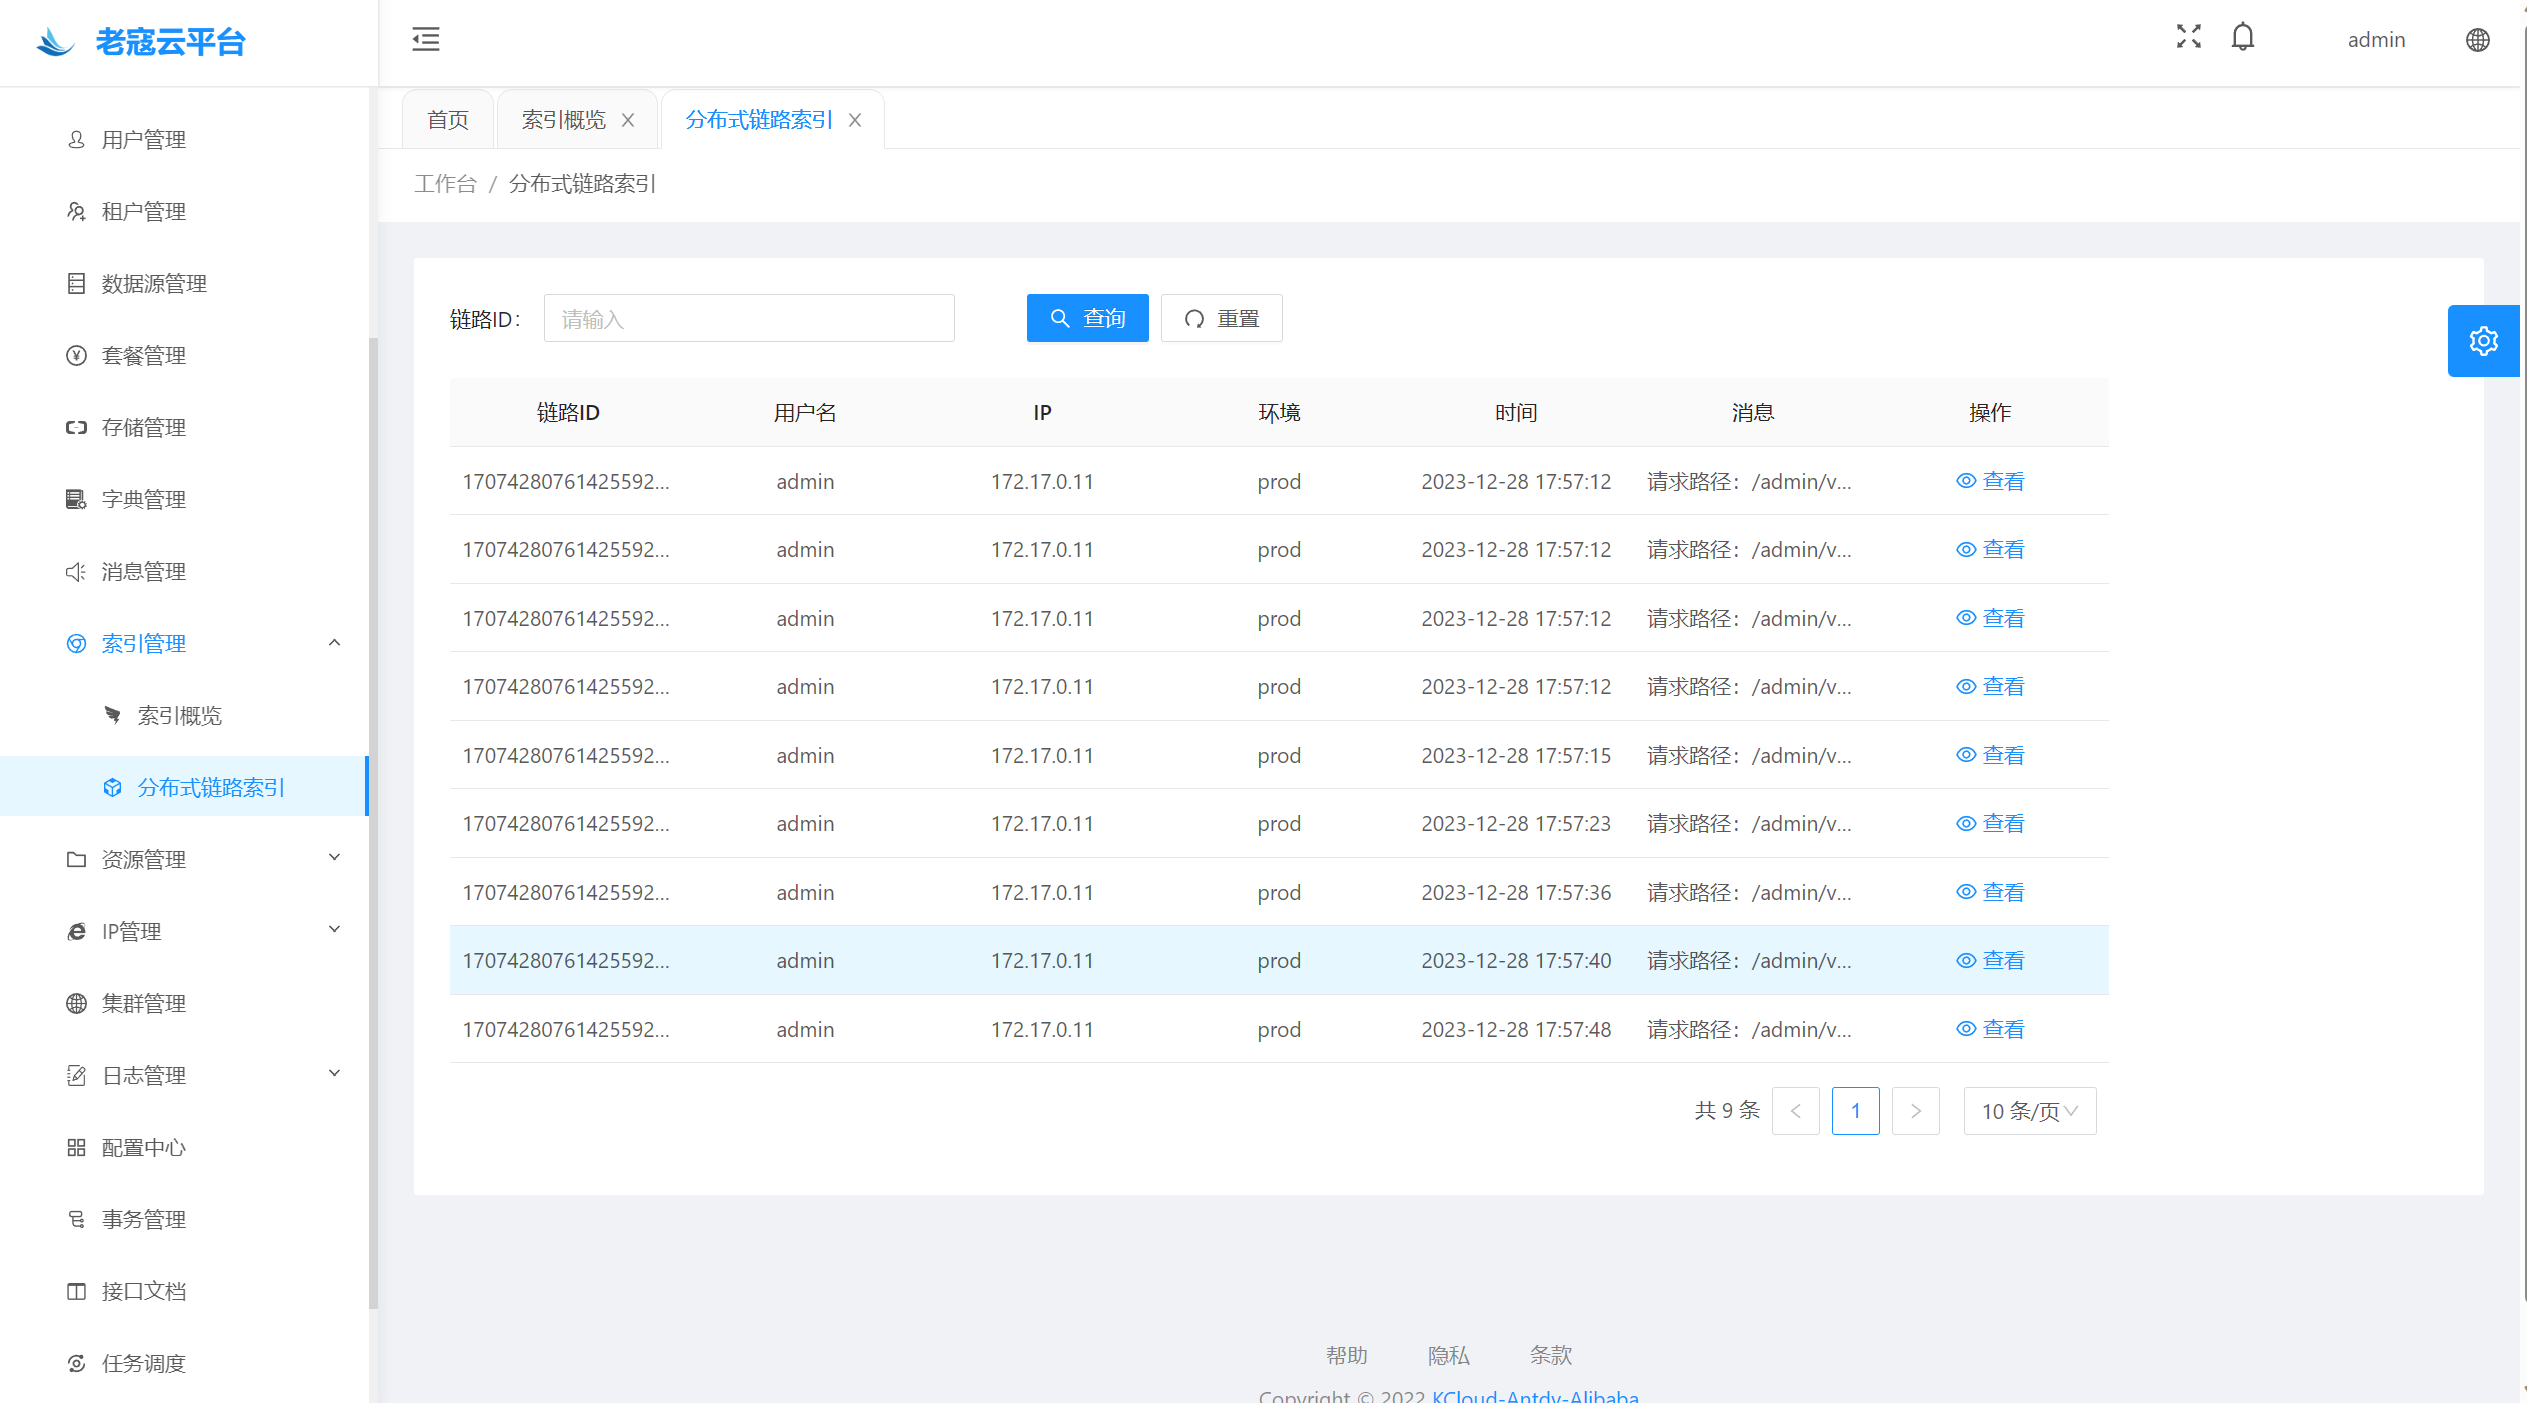 老寇云平台
admin
用户管理
租户管理
数据源管理
套餐管理
存储管理
字典管理
消息管理
索引管理
索引概览
分布式链路索引
资源管理
IP管理
集群管理
日志管理
配置中心
事务管理
接口文档
任务调度
首页 索引概览 分布式链路索引
工作台 / 分布式链路索引
链路ID: 请输入 查询 重置
链路ID 用户名 IP 环境 时间 消息 操作
17074280761425592... admin 172.17.0.11 prod 2023-12-28 17:57:12 请求路径：/admin/v... 查看
17074280761425592... admin 172.17.0.11 prod 2023-12-28 17:57:12 请求路径：/admin/v... 查看
17074280761425592... admin 172.17.0.11 prod 2023-12-28 17:57:12 请求路径：/admin/v... 查看
17074280761425592... admin 172.17.0.11 prod 2023-12-28 17:57:12 请求路径：/admin/v... 查看
17074280761425592... admin 172.17.0.11 prod 2023-12-28 17:57:15 请求路径：/admin/v... 查看
17074280761425592... admin 172.17.0.11 prod 2023-12-28 17:57:23 请求路径：/admin/v... 查看
17074280761425592... admin 172.17.0.11 prod 2023-12-28 17:57:36 请求路径：/admin/v... 查看
17074280761425592... admin 172.17.0.11 prod 2023-12-28 17:57:40 请求路径：/admin/v... 查看
17074280761425592... admin 172.17.0.11 prod 2023-12-28 17:57:48 请求路径：/admin/v... 查看
共 9 条 < 1 > 10 条/页
帮助 隐私 条款
Copyright © 2022 KCloud-Antdv-Alibaba